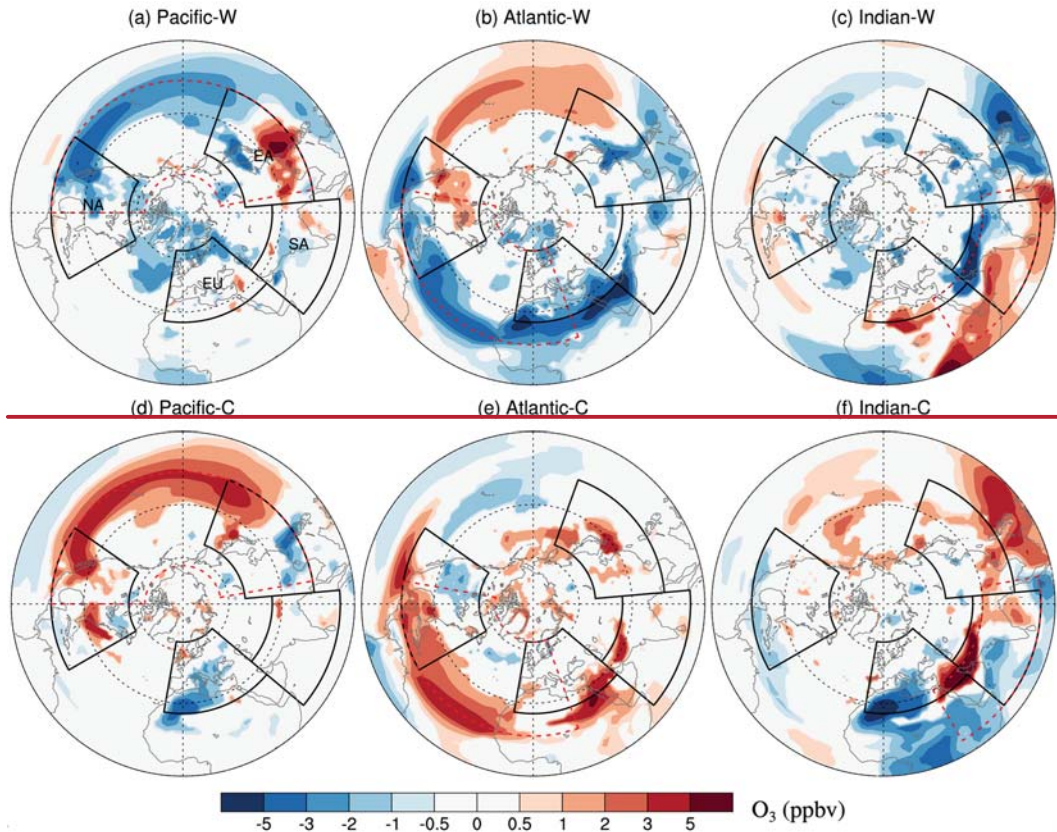 (a) Pacific-W (b) Atlantic-W (c) Indian-W
EA
NA
SA
EU
(d) Pacific-C (e) Atlantic-C (f) Indian-C
-5 -3 -2 -1 -0.5 0 0.5 1 2 3 5 O₃ (ppbv)